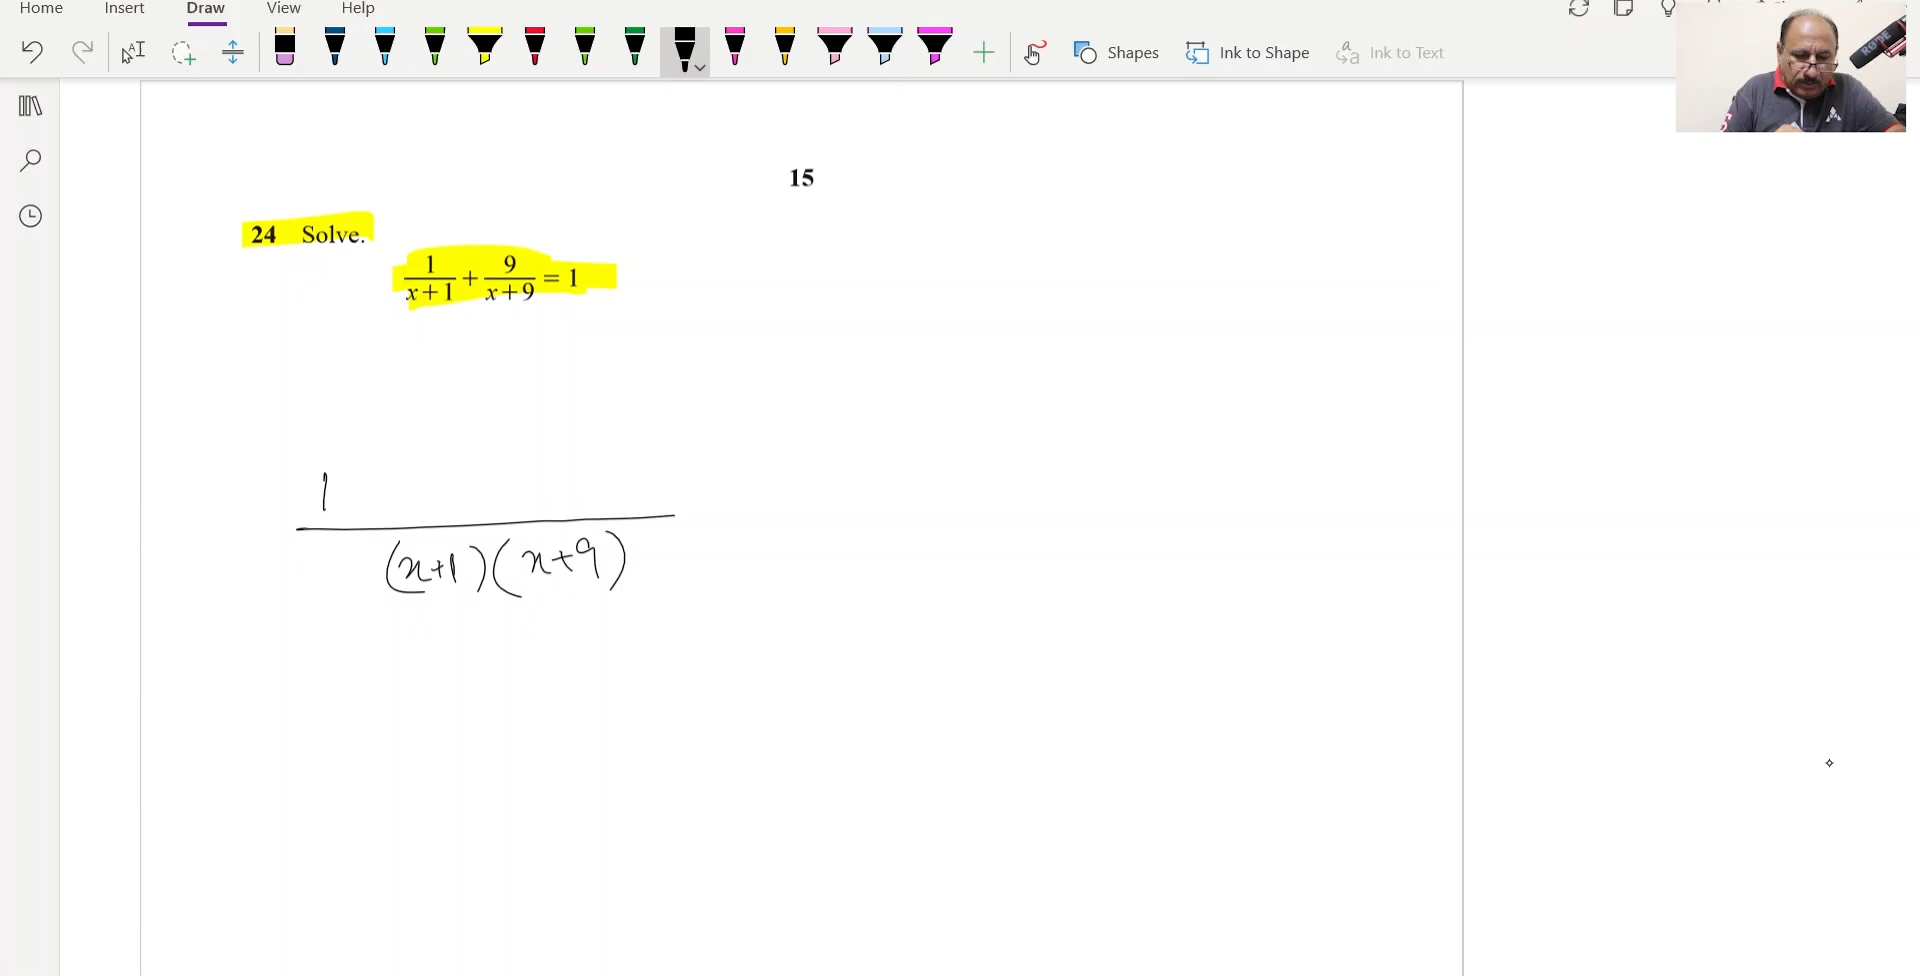 Home Insert Draw View Help
Shapes Ink to Shape Ink to Text
RØDE
15
24 Solve.
1/(x+1) + 9/(x+9) = 1
1
(x+1)(x+9)